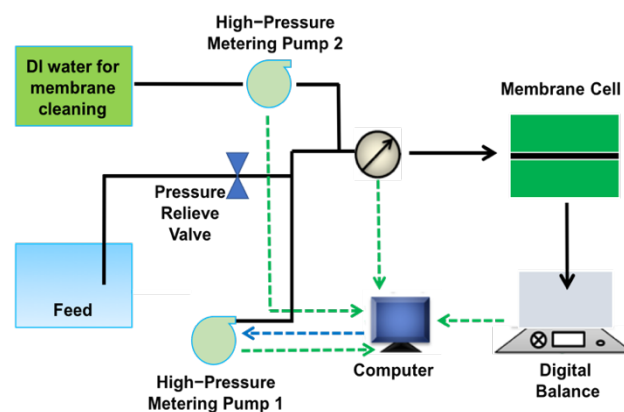 High-Pressure
Metering Pump 2
DI water for
membrane
cleaning
Membrane Cell
Pressure
Relieve
Valve
Feed
High-Pressure
Metering Pump 1
Computer
Digital
Balance